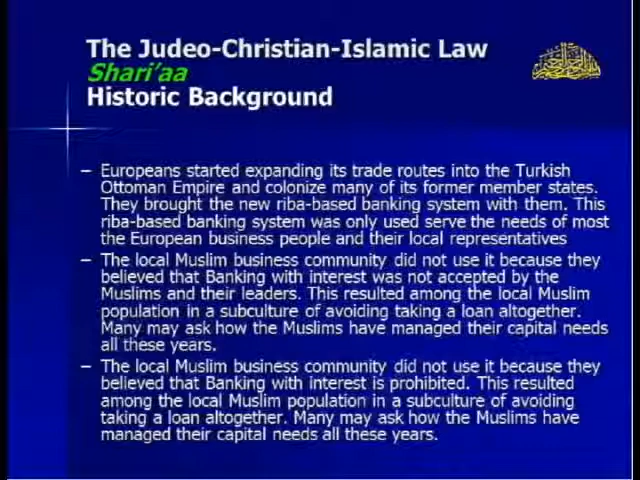 The Judeo-Christian-Islamic Law
Shari'aa
Historic Background
– Europeans started expanding its trade routes into the Turkish
Ottoman Empire and colonize many of its former member states.
They brought the new riba-based banking system with them. This
riba-based banking system was only used serve the needs of most
the European business people and their local representatives
– The local Muslim business community did not use it because they
believed that Banking with interest was not accepted by the
Muslims and their leaders. This resulted among the local Muslim
population in a subculture of avoiding taking a loan altogether.
Many may ask how the Muslims have managed their capital needs
all these years.
– The local Muslim business community did not use it because they
believed that Banking with interest is prohibited. This resulted
among the local Muslim population in a subculture of avoiding
taking a loan altogether. Many may ask how the Muslims have
managed their capital needs all these years.